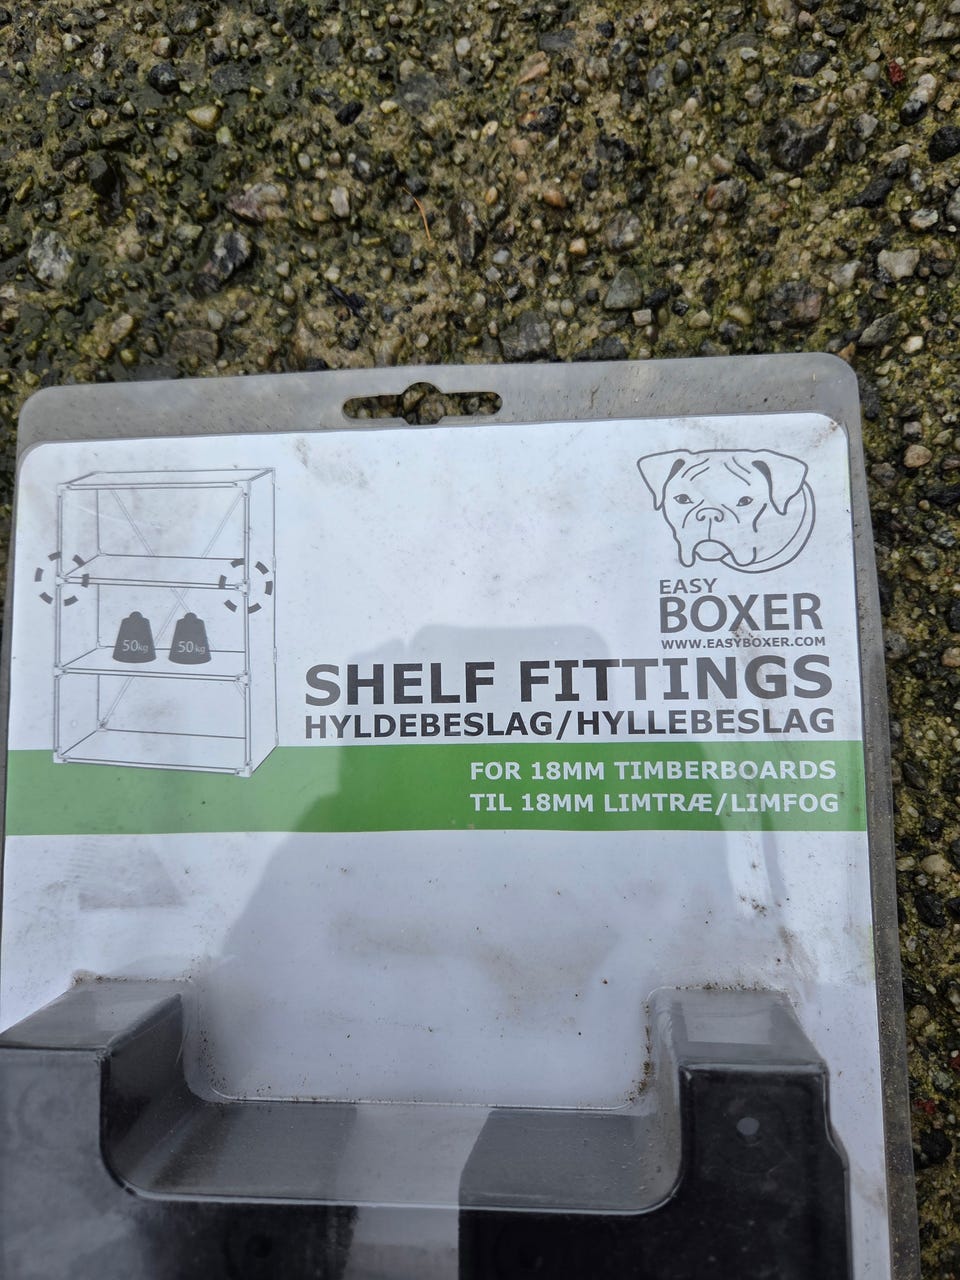 EASY
BOXER
WWW.EASYBOXER.COM
50kg 50kg
SHELF FITTINGS
HYLDEBESLAG/HYLLEBESLAG
FOR 18MM TIMBERBOARDS
TIL 18MM LIMTRÆ/LIMFOG